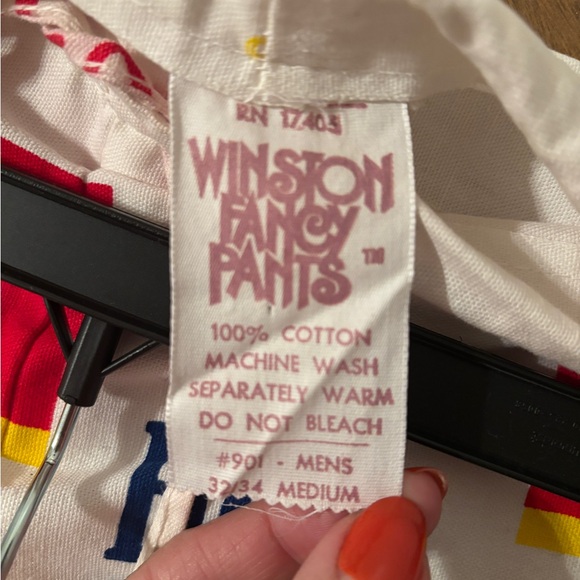 RN 17405
WINSTON
FANCY
PANTS ™
100% COTTON
MACHINE WASH
SEPARATELY WARM
DO NOT BLEACH
#901 - MENS
32/34 MEDIUM